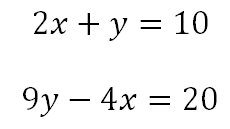 2x + y = 10
9y − 4x = 20